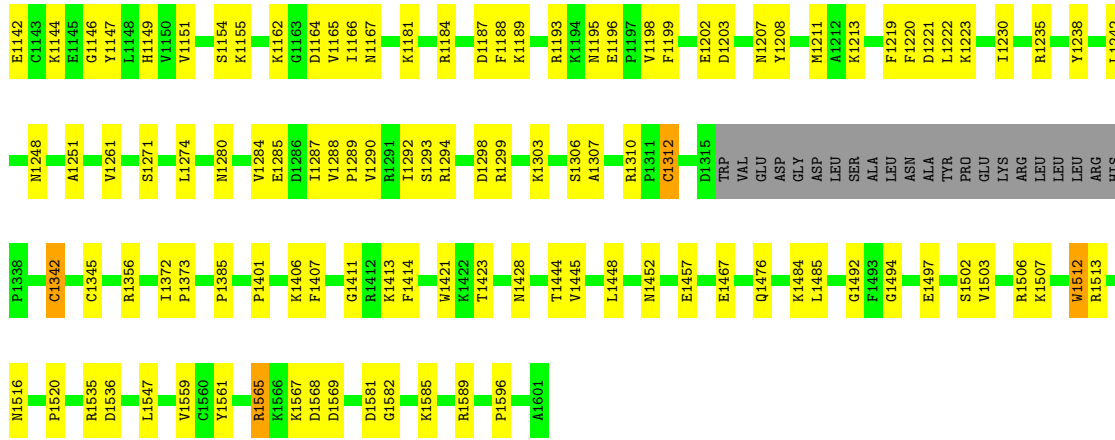 E1142 C1143 K1144 E1145 G1146 Y1147 L1148 H1149 V1150 V1151 S1154 K1155 K1162 G1163 D1164 V1165 I1166 N1167 K1181 R1184 D1187 F1188 K1189 R1193 K1194 N1195 E1196 P1197 V1198 F1199 E1202 D1203 N1207 Y1208 M1211 A1212 K1213 F1219 F1220 D1221 L1222 K1223 I1230 R1235 Y1238
N1248 A1251 V1261 S1271 L1274 N1280 V1284 E1285 D1286 I1287 V1288 P1289 V1290 R1291 I1292 S1293 R1294 D1298 R1299 K1303 S1306 A1307 R1310 P1311 C1312 D1315 TRP VAL GLU ASP GLY ASP LEU SER ALA LEU ASN ALA TYR PRO GLU LYS ARG LEU LEU LEU ARG HIS
P1338 C1342 C1345 R1356 I1372 P1373 P1385 P1401 K1406 F1407 G1411 R1412 K1413 F1414 W1421 K1422 T1423 N1428 T1444 V1445 L1448 N1452 E1457 E1467 Q1476 K1484 L1485 G1492 F1493 G1494 E1497 S1502 V1503 R1506 K1507 W1512 R1513
N1516 P1520 R1535 D1536 L1547 V1559 C1560 Y1561 R1565 K1566 K1567 D1568 D1569 D1581 G1582 K1585 R1589 P1596 A1601